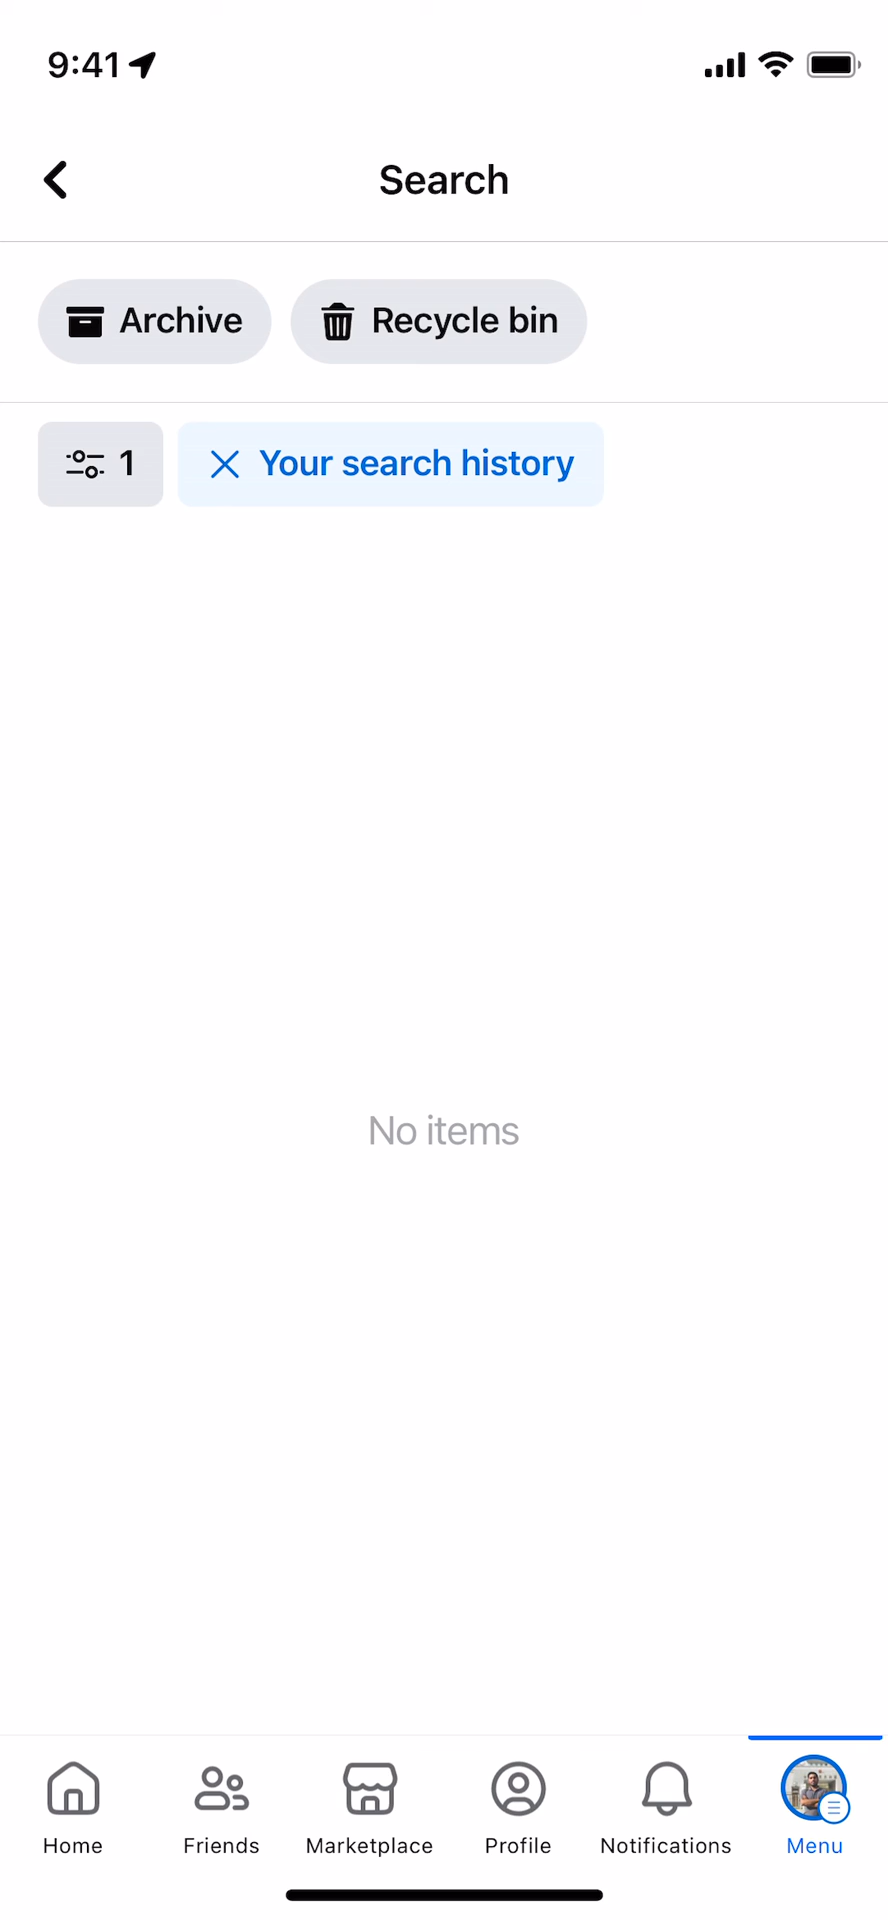 9:41
Search
Archive
Recycle bin
1
Your search history
No items
Home
Friends
Marketplace
Profile
Notifications
Menu